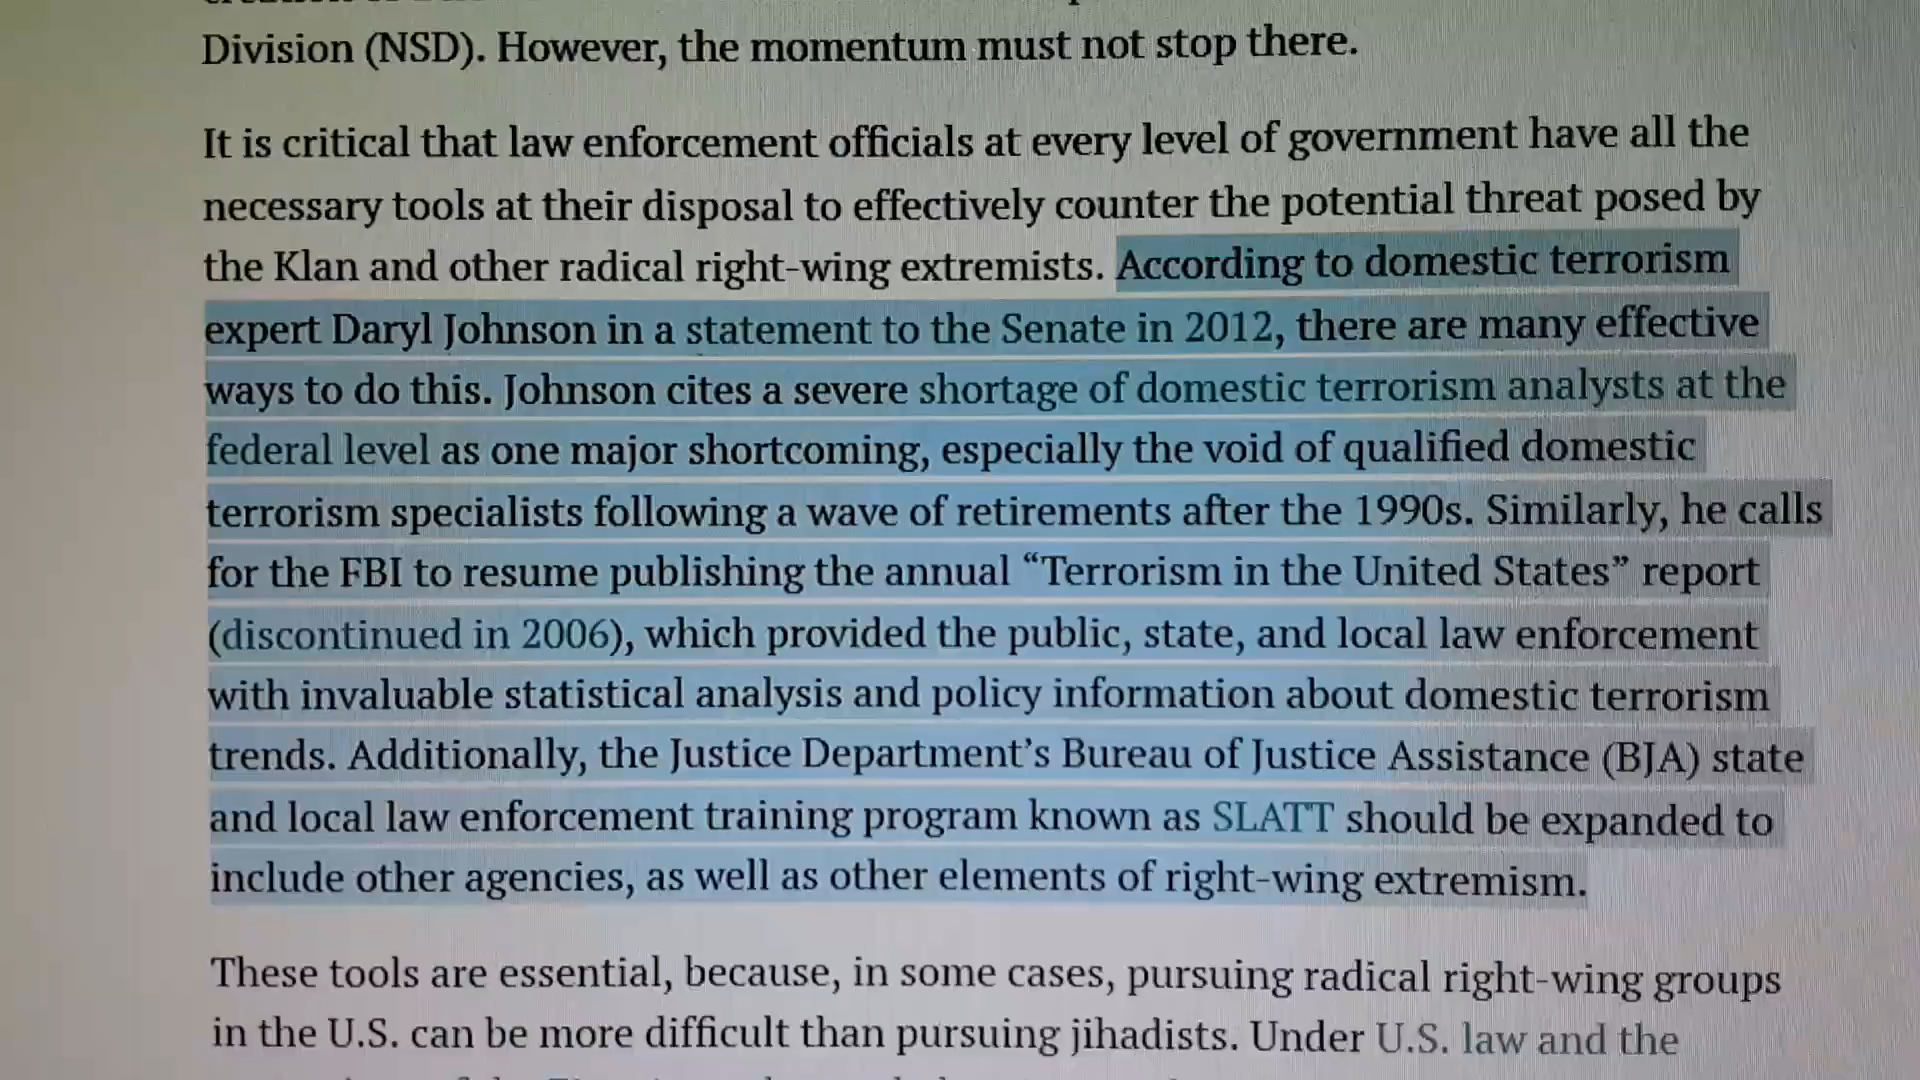 Division (NSD). However, the momentum must not stop there.
It is critical that law enforcement officials at every level of government have all the
necessary tools at their disposal to effectively counter the potential threat posed by
the Klan and other radical right-wing extremists. According to domestic terrorism
expert Daryl Johnson in a statement to the Senate in 2012, there are many effective
ways to do this. Johnson cites a severe shortage of domestic terrorism analysts at the
federal level as one major shortcoming, especially the void of qualified domestic
terrorism specialists following a wave of retirements after the 1990s. Similarly, he calls
for the FBI to resume publishing the annual “Terrorism in the United States” report
(discontinued in 2006), which provided the public, state, and local law enforcement
with invaluable statistical analysis and policy information about domestic terrorism
trends. Additionally, the Justice Department’s Bureau of Justice Assistance (BJA) state
and local law enforcement training program known as SLATT should be expanded to
include other agencies, as well as other elements of right-wing extremism.
These tools are essential, because, in some cases, pursuing radical right-wing groups
in the U.S. can be more difficult than pursuing jihadists. Under U.S. law and the